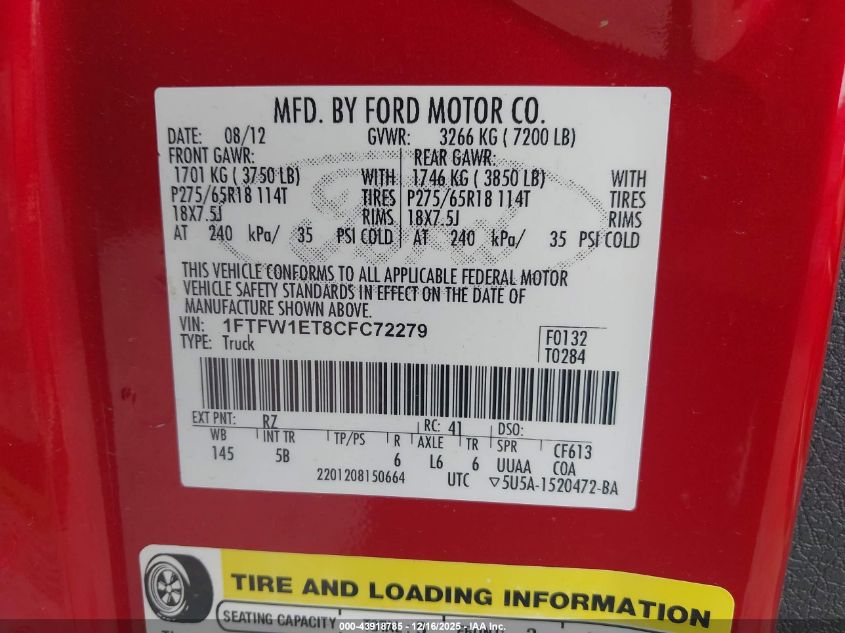 MFD. BY FORD MOTOR CO.
DATE: 08/12 GVWR: 3266 KG ( 7200 LB)
FRONT GAWR: REAR GAWR:
1701 KG ( 3750 LB) WITH 1746 KG ( 3850 LB) WITH
P275/65R18 114T TIRES P275/65R18 114T TIRES
18X7.5J RIMS 18X7.5J RIMS
AT 240 kPa/ 35 PSI COLD AT 240 kPa/ 35 PSI COLD
Ford
THIS VEHICLE CONFORMS TO ALL APPLICABLE FEDERAL MOTOR
VEHICLE SAFETY STANDARDS IN EFFECT ON THE DATE OF
MANUFACTURE SHOWN ABOVE.
VIN: 1FTFW1ET8CFC72279
TYPE: Truck
F0132
T0284
EXT PNT: RZ RC: 41 DSO:
WB INT TR TP/PS R AXLE TR SPR CF613
145 5B 6 L6 6 UUAA COA
2201208150664 UTC ▽5U5A-1520472-BA
TIRE AND LOADING INFORMATION
SEATING CAPACITY
000-43918785 - 12/16/2025 - IAAI.COM